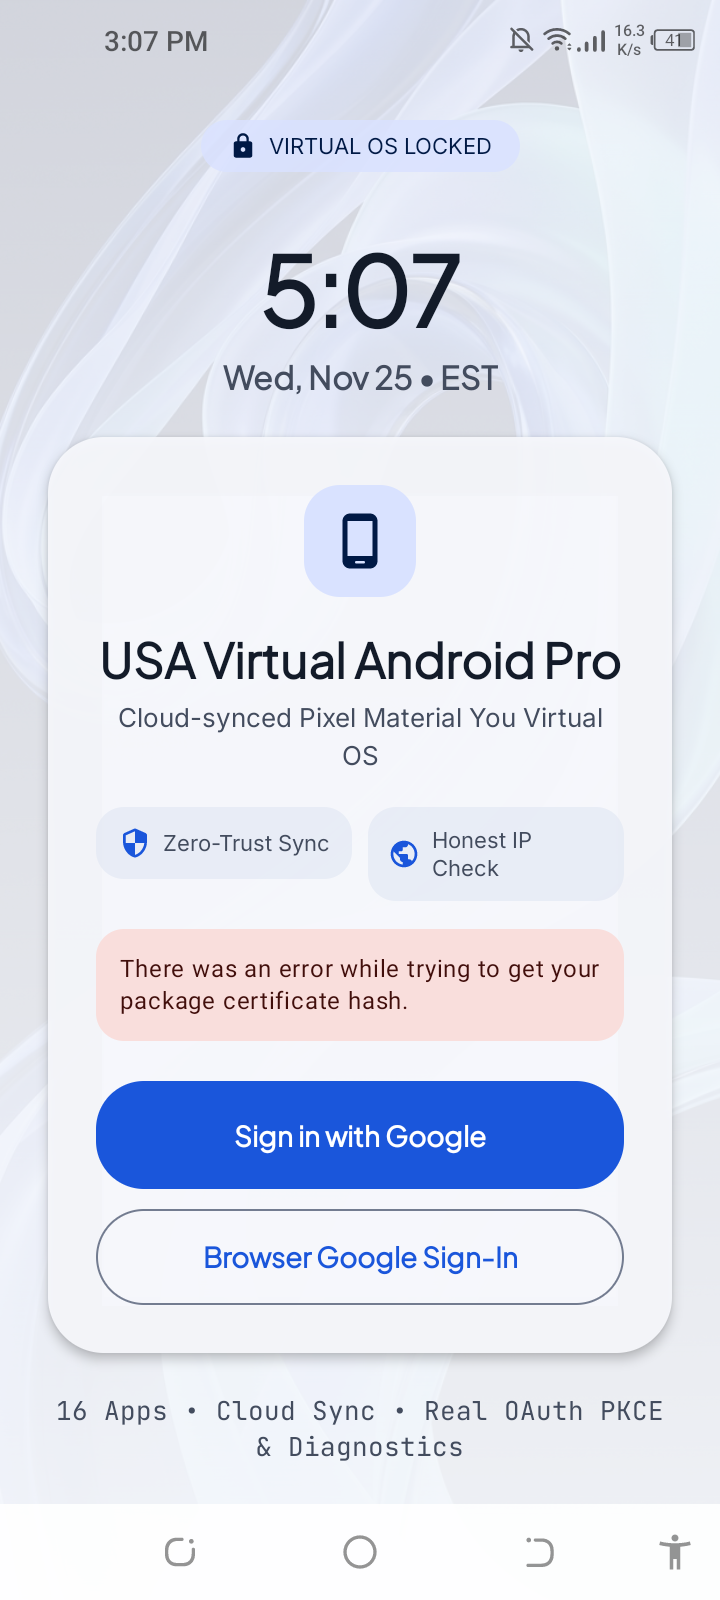 3:07 PM
16.3
K/s
41
VIRTUAL OS LOCKED
5:07
Wed, Nov 25 • EST
USA Virtual Android Pro
Cloud-synced Pixel Material You Virtual
OS
Zero-Trust Sync
Honest IP
Check
There was an error while trying to get your
package certificate hash.
Sign in with Google
Browser Google Sign-In
16 Apps • Cloud Sync • Real OAuth PKCE
& Diagnostics